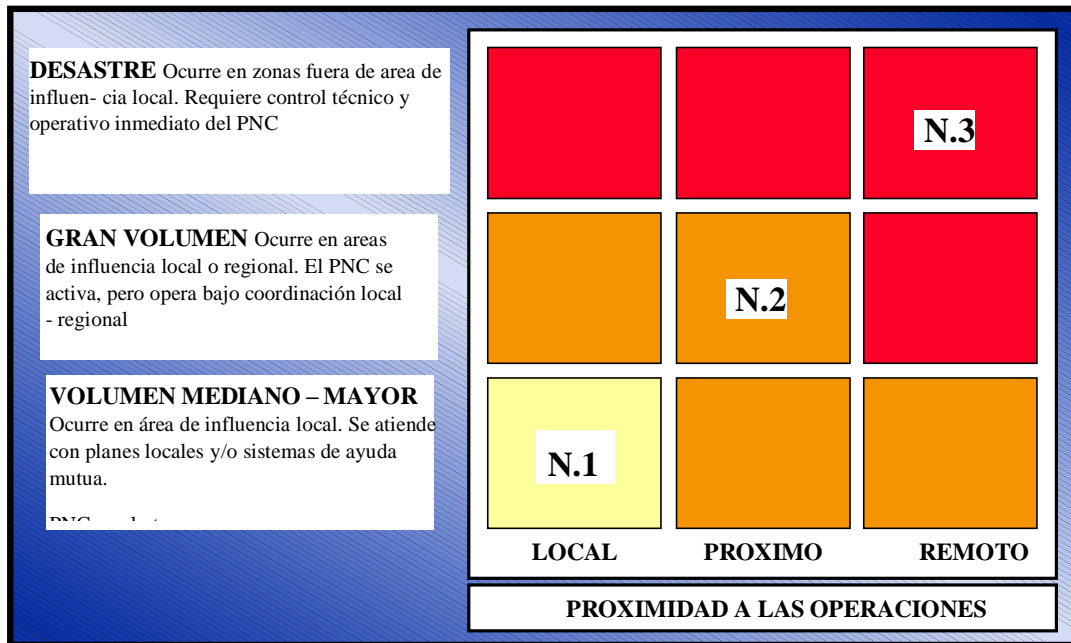 DESASTRE Ocurre en zonas fuera de area de
influen- cia local. Requiere control técnico y
operativo inmediato del PNC
N.3
GRAN VOLUMEN Ocurre en areas
de influencia local o regional. El PNC se
activa, pero opera bajo coordinación local
- regional
N.2
VOLUMEN MEDIANO – MAYOR
Ocurre en área de influencia local. Se atiende
con planes locales y/o sistemas de ayuda
mutua.
N.1
LOCAL PROXIMO REMOTO
PROXIMIDAD A LAS OPERACIONES